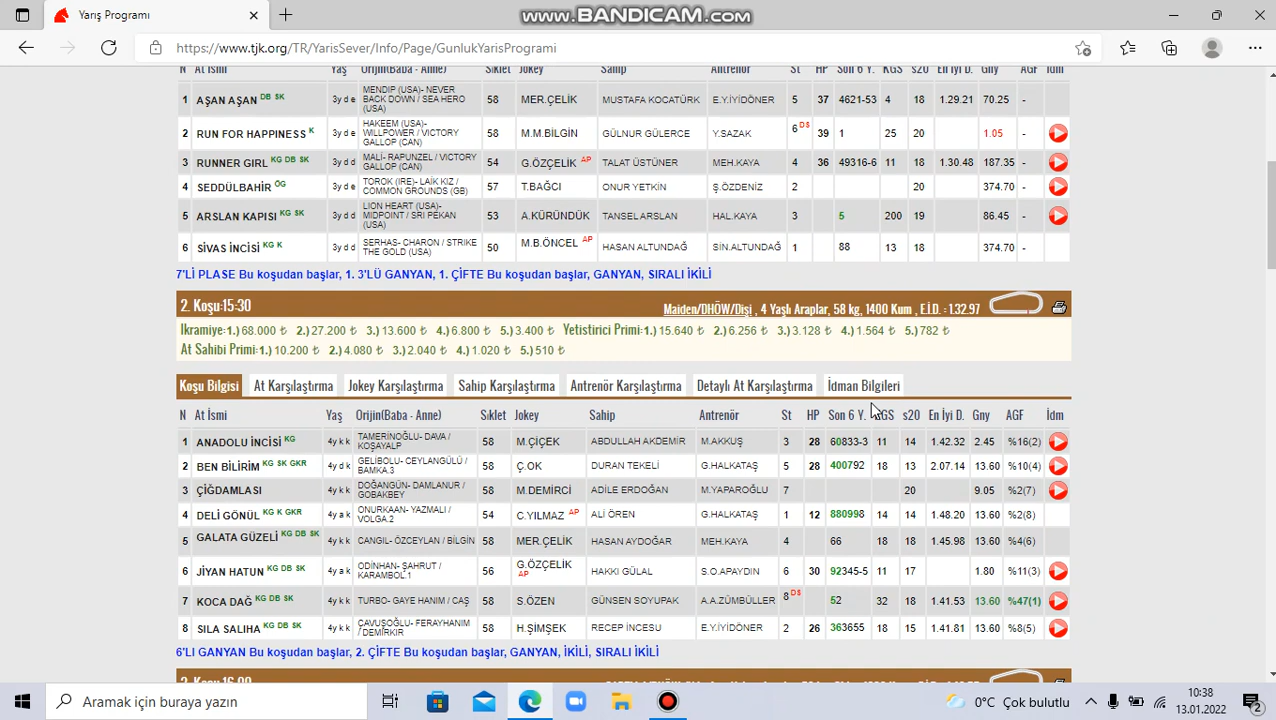 Yarış Programı
www.BANDICAM.com
https://www.tjk.org/TR/YarisSever/Info/Page/GunlukYarisProgrami
N At İsmi Yaş Orijin(Baba - Anne) Sıklet Jokey Sahip Antrenör St HP Son 6 Y. KGS s20 En İyi D. Gny AGF İdm
1 AŞAN AŞAN DB SK 3y d e MENDIP (USA)- NEVER BACK DOWN / SEA HERO (USA) 58 MER.ÇELİK MUSTAFA KOCATÜRK E.Y.İYİDÖNER 5 37 4621-53 4 18 1.29.21 70.25 -
2 RUN FOR HAPPINESS K 3y d e HAKEEM (USA)- WILLPOWER / VICTORY GALLOP (CAN) 58 M.M.BİLGİN GÜLNUR GÜLERCE Y.SAZAK 6 DS 39 1 25 20 1.05 -
3 RUNNER GIRL KG DB SK 3y d d MALİ- RAPUNZEL / VICTORY GALLOP (CAN) 54 G.ÖZÇELİK AP TALAT ÜSTÜNER MEH.KAYA 4 36 49316-6 11 18 1.30.48 187.35 -
4 SEDDÜLBAHİR ÖG 3y d e TOROK (IRE)- LAİK KIZ / COMMON GROUNDS (GB) 57 T.BAĞCI ONUR YETKİN Ş.ÖZDENİZ 2 20 374.70 -
5 ARSLAN KAPISI KG SK 3y d d LION HEART (USA)- MIDPOINT / SRI PEKAN (USA) 53 A.KÜRÜNDÜK TANSEL ARSLAN HAL.KAYA 3 5 200 19 86.45 -
6 SİVAS İNCİSİ KG K 3y d d SERHAS- CHARON / STRIKE THE GOLD (USA) 50 M.B.ÖNCEL AP HASAN ALTUNDAĞ SİN.ALTUNDAĞ 1 88 13 18 374.70 -
7'Lİ PLASE Bu koşudan başlar, 1. 3'LÜ GANYAN, 1. ÇİFTE Bu koşudan başlar, GANYAN, SIRALI İKİLİ
2. Koşu:15:30 Maiden/DHÖW/Dişi , 4 Yaşlı Araplar, 58 kg, 1400 Kum , E.İ.D. : 1.32.97
Ikramiye:1.) 68.000 ₺ 2.) 27.200 ₺ 3.) 13.600 ₺ 4.) 6.800 ₺ 5.) 3.400 ₺ Yetistirici Primi:1.) 15.640 ₺ 2.) 6.256 ₺ 3.) 3.128 ₺ 4.) 1.564 ₺ 5.) 782 ₺
At Sahibi Primi:1.) 10.200 ₺ 2.) 4.080 ₺ 3.) 2.040 ₺ 4.) 1.020 ₺ 5.) 510 ₺
Koşu Bilgisi At Karşılaştırma Jokey Karşılaştırma Sahip Karşılaştırma Antrenör Karşılaştırma Detaylı At Karşılaştırma İdman Bilgileri
N At İsmi Yaş Orijin(Baba - Anne) Sıklet Jokey Sahip Antrenör St HP Son 6 Y. KGS s20 En İyi D. Gny AGF İdm
1 ANADOLU İNCİSİ KG 4y k k TAMERİNOĞLU- DAVA / KOŞAYALP 58 M.ÇİÇEK ABDULLAH AKDEMİR M.AKKUŞ 3 28 60833-3 11 14 1.42.32 2.45 %16(2)
2 BEN BİLİRİM KG SK GKR 4y d k GELİBOLU- CEYLANGÜLÜ / BAMKA.3 58 Ç.OK DURAN TEKELİ G.HALKATAŞ 5 28 400792 18 13 2.07.14 13.60 %10(4)
3 ÇİĞDAMLASI 4y k k DOĞANGÜN- DAMLANUR / GOBAKBEY 58 M.DEMİRCİ ADİLE ERDOĞAN M.YAPAROĞLU 7 20 9.05 %2(7)
4 DELİ GÖNÜL KG K GKR 4y a k ONURKAAN- YAZMALI / VOLGA.2 54 C.YILMAZ AP ALİ ÖREN G.HALKATAŞ 1 12 880998 14 14 1.48.20 13.60 %2(8)
5 GALATA GÜZELİ KG DB SK 4y k k CANGIL- ÖZCEYLAN / BİLGİN 58 MER.ÇELİK HASAN AYDOĞAR MEH.KAYA 4 66 18 18 1.45.98 13.60 %4(6)
6 JİYAN HATUN KG DB SK 4y a k ODİNHAN- ŞAHRUT / KARAMBOL.1 56 G.ÖZÇELİK AP HAKKI GÜLAL S.O.APAYDIN 6 30 92345-5 11 17 1.80 %11(3)
7 KOCA DAĞ KG DB SK 4y k k TURBO- GAYE HANIM / CAŞ 58 S.ÖZEN GÜNSEN SOYUPAK A.A.ZÜMBÜLLER 8 DS 52 32 18 1.41.53 13.60 %47(1)
8 SILA SALIHA KG DB SK 4y k k ÇAVUŞOĞLU- FERAYHANIM / DEMİRKIR 58 H.ŞİMŞEK RECEP İNCESU E.Y.İYİDÖNER 2 26 363655 18 15 1.41.81 13.60 %8(5)
6'LI GANYAN Bu koşudan başlar, 2. ÇİFTE Bu koşudan başlar, GANYAN, İKİLİ, SIRALI İKİLİ
Aramak için buraya yazın
0°C Çok bulutlu
10:38
13.01.2022
2